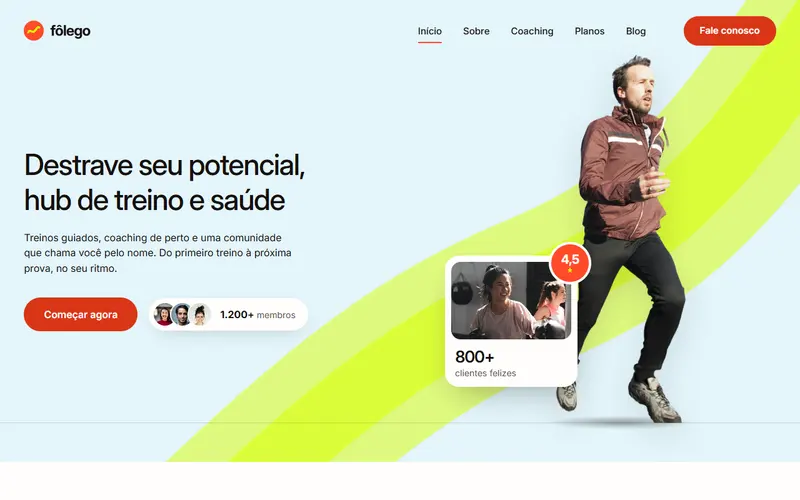 fôlego
Início
Sobre
Coaching
Planos
Blog
Fale conosco
Destrave seu potencial,
hub de treino e saúde
Treinos guiados, coaching de perto e uma comunidade
que chama você pelo nome. Do primeiro treino à próxima
prova, no seu ritmo.
Começar agora
1.200+ membros
4,5
★
800+
clientes felizes